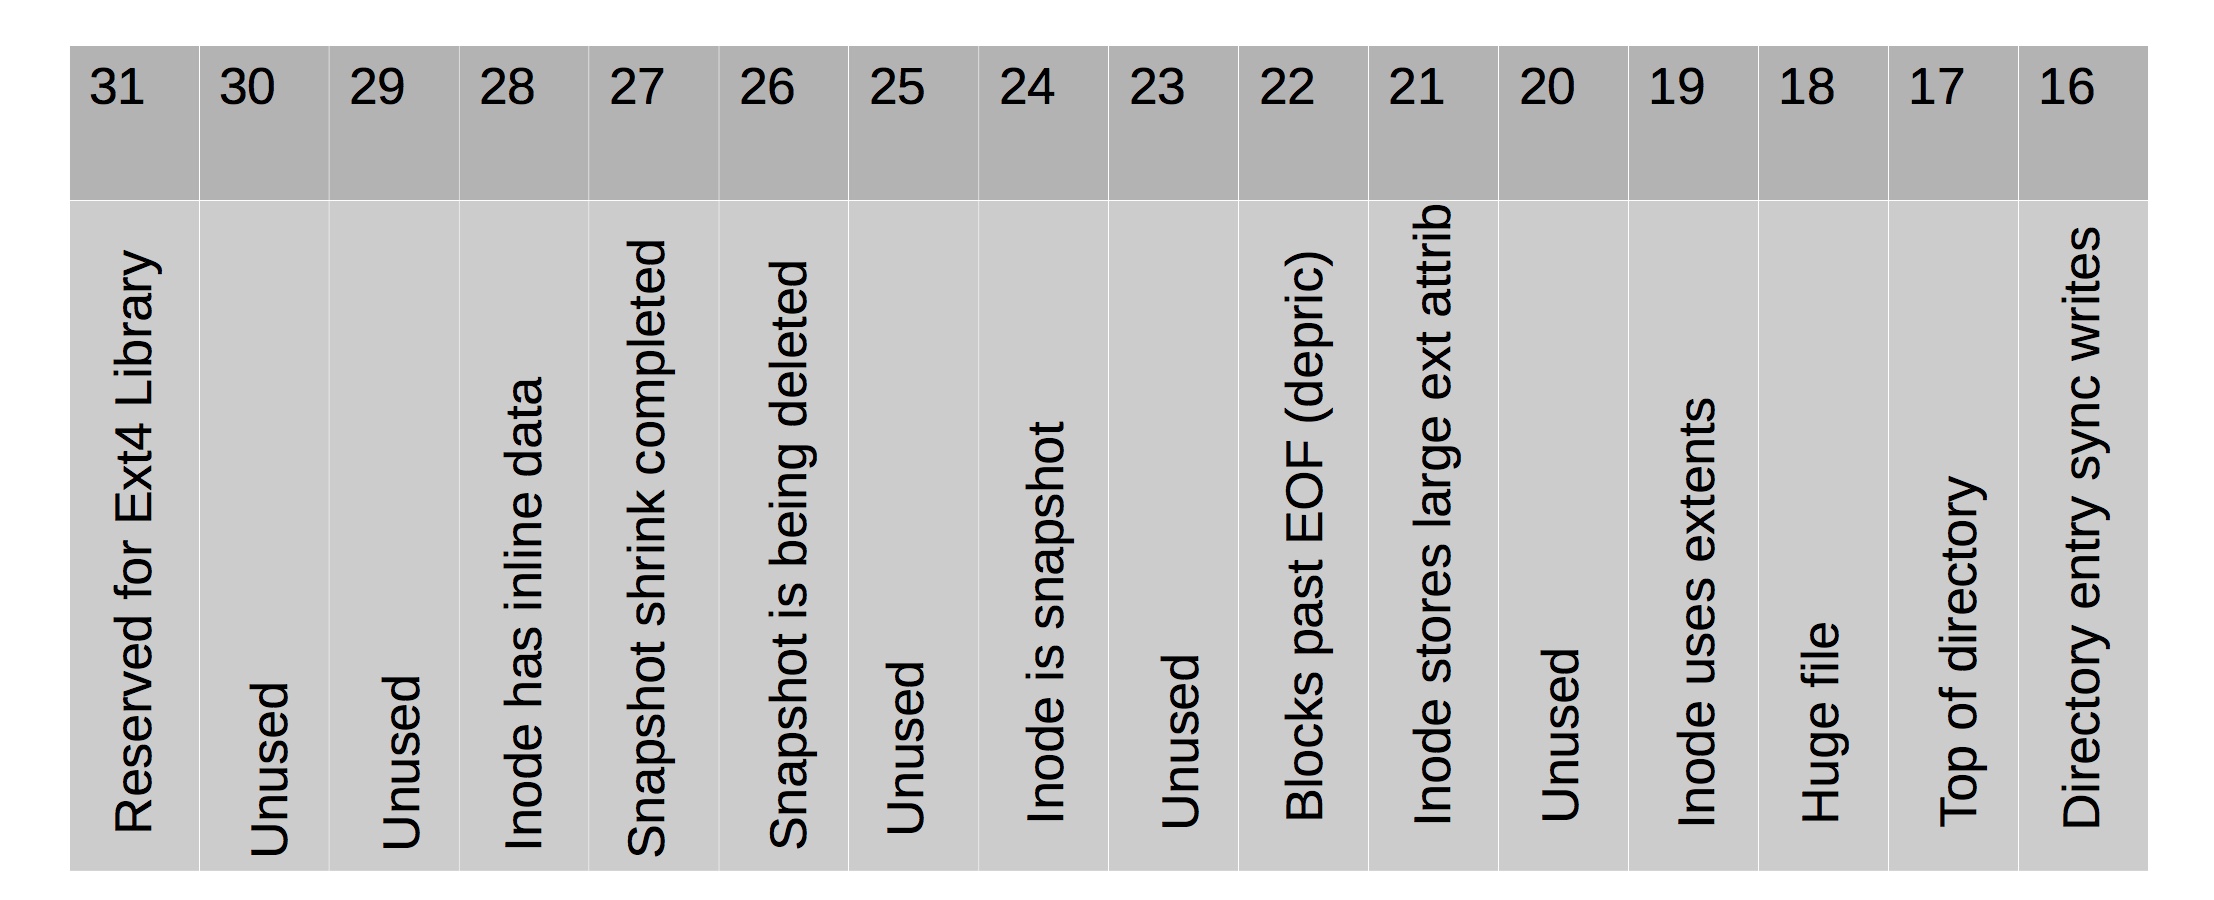 31 30 29 28 27 26 25 24 23 22 21 20 19 18 17 16
Reserved for Ext4 Library
Unused
Unused
Inode has inline data
Snapshot shrink completed
Snapshot is being deleted
Unused
Inode is snapshot
Unused
Blocks past EOF (depric)
Inode stores large ext attrib
Unused
Inode uses extents
Huge file
Top of directory
Directory entry sync writes